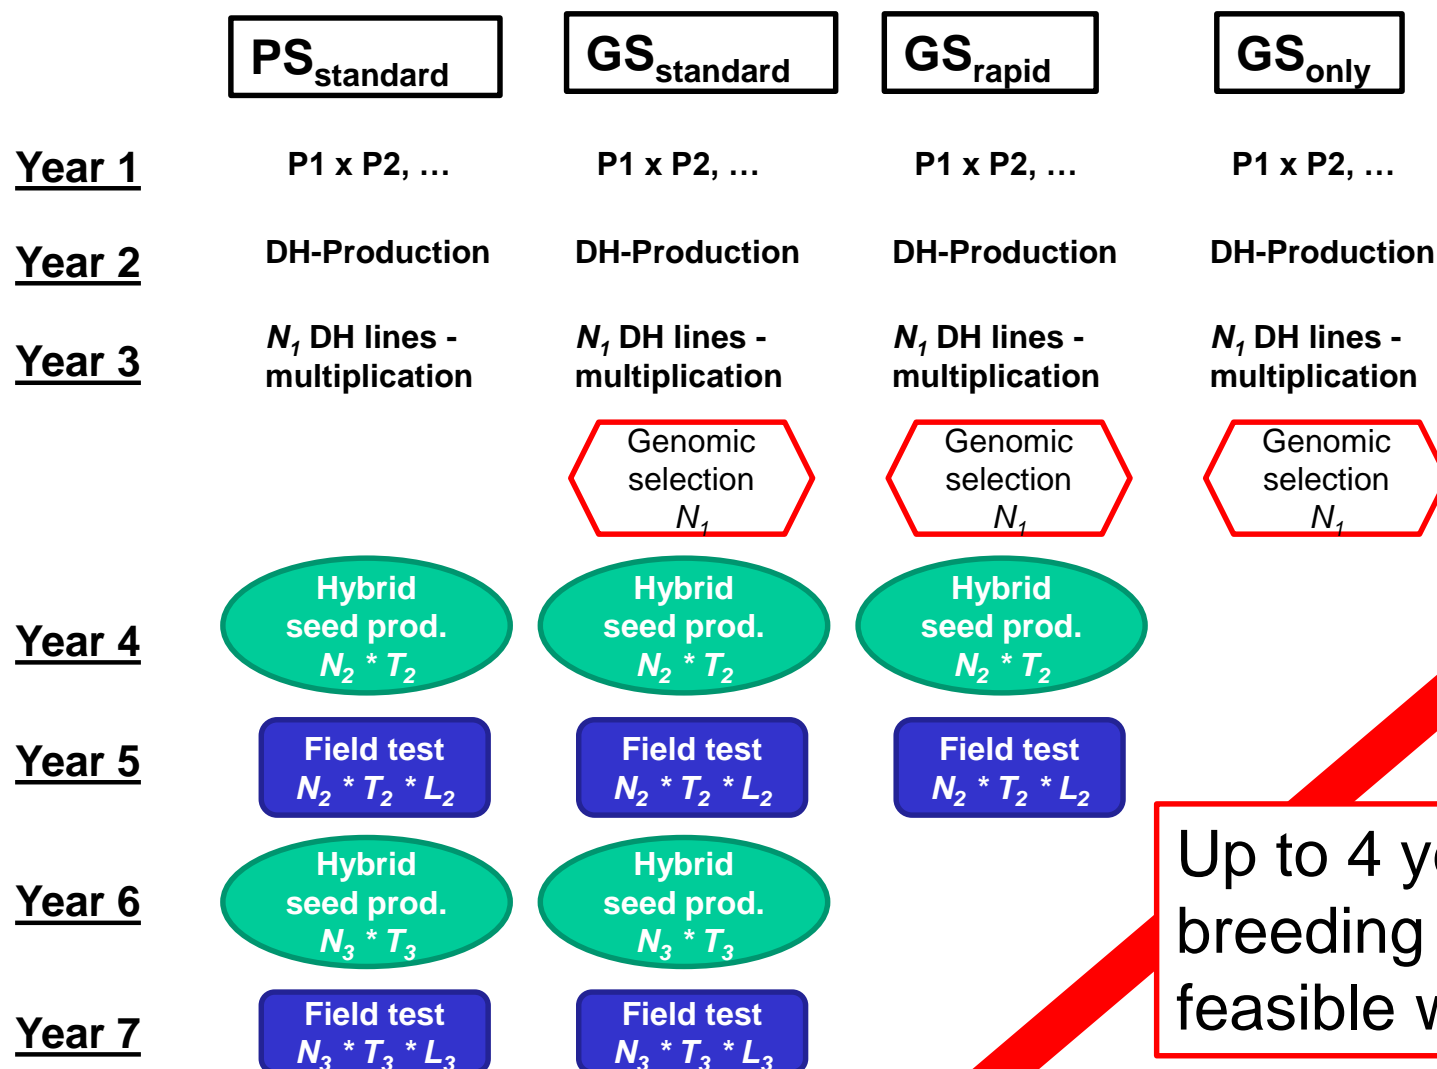 PSstandard GSstandard GSrapid GSonly
Year 1 P1 x P2, … P1 x P2, … P1 x P2, … P1 x P2, …
Year 2 DH-Production DH-Production DH-Production DH-Production
Year 3
N1 DH lines - N1 DH lines - N1 DH lines - N1 DH lines -
multiplication multiplication multiplication multiplication
Genomic Genomic Genomic
selection selection selection
N1 N1 N1
Year 4
Hybrid Hybrid Hybrid
seed prod. seed prod. seed prod.
N2 * T2 N2 * T2 N2 * T2
Year 5
Field test Field test Field test
N2 * T2 * L2 N2 * T2 * L2 N2 * T2 * L2
Year 6
Hybrid Hybrid
seed prod. seed prod.
N3 * T3 N3 * T3
Year 7
Field test Field test
N3 * T3 * L3 N3 * T3 * L3
Up to 4
breeding
feasible